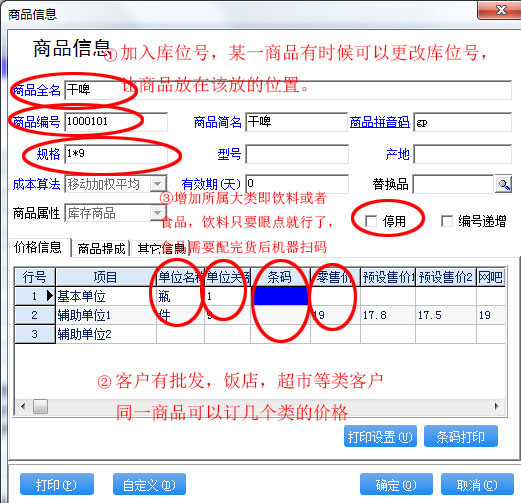 商品信息
商品信息
①加入库位号，某一商品有时候可以更改库位号，
让商品放在该放的位置。
商品全名 干啤
商品编号 1000101 商品简名 干啤 商品拼音码 gp
规格 1*9 型号 产地
成本算法 移动加权平均 有效期(天) 0 替换品
③增加所属大类即饮料或者
商品属性 库存商品 食品，饮料只要眼点就行了， 停用 编号递增
食品需要配完货后机器扫码
价格信息 商品提成 其它信息
行号 项目 单位名称 单位关系 条码 零售价 预设售价1 预设售价2 网吧
1 基本单位 瓶 1
2 辅助单位1 件 9 19 17.8 17.5 19
3 辅助单位2
②客户有批发，饭店，超市等类客户
同一商品可以订几个类的价格
打印设置(U) 条码打印
打印(P) 自定义(D) 确定(O) 取消(C)